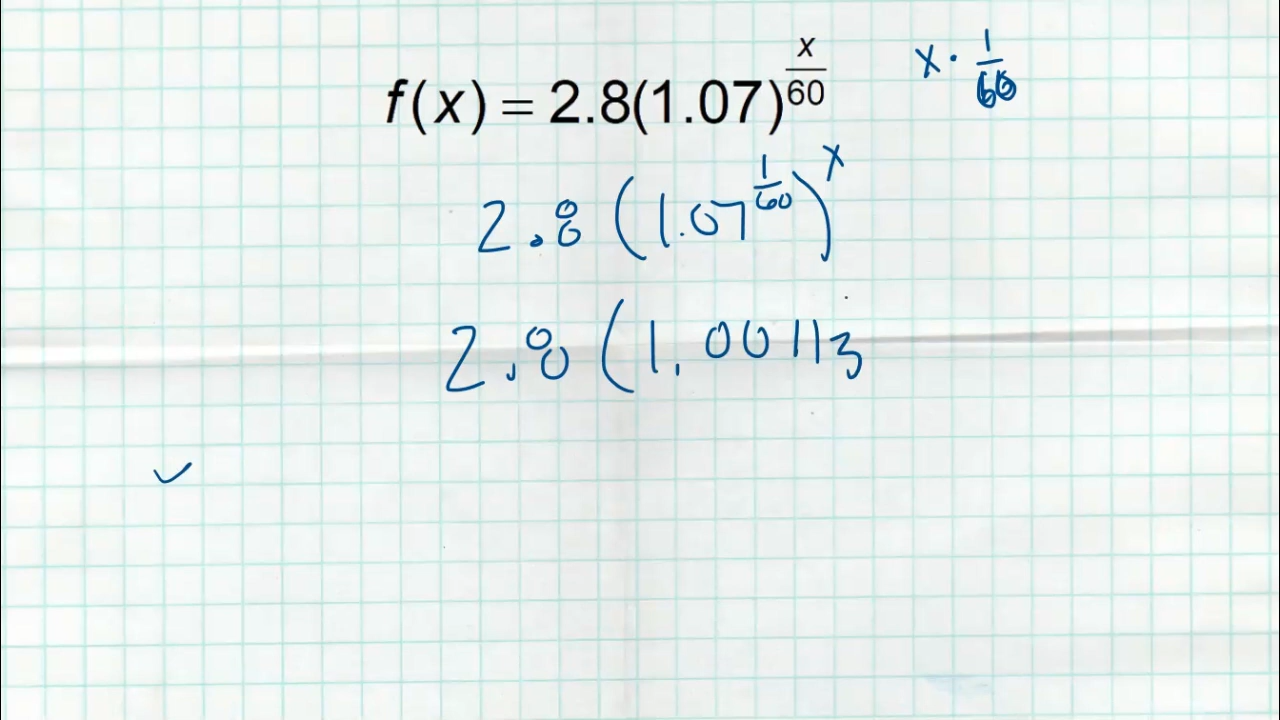 f(x) = 2.8(1.07)^(x/60)
x · 1/60
2.8 (1.07^(1/60))^x
2.8 (1.00113